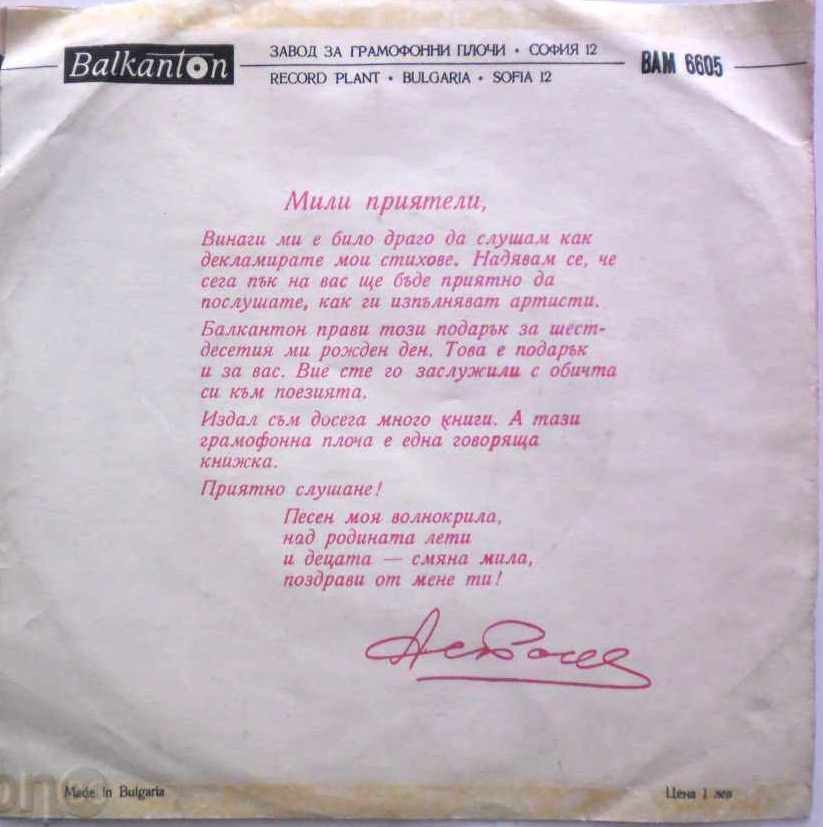 Balkanton
ЗАВОД ЗА ГРАМОФОННИ ПЛОЧИ • СОФИЯ 12
RECORD PLANT • BULGARIA • SOFIA 12
ВАМ 6605
Мили приятели,
Винаги ми е било драго да слушам как
декламирате мои стихове. Надявам се, че
сега пък на вас ще бъде приятно да
послушате, как ги изпълняват артисти.
Балкантон прави този подарък за шест-
десетия ми рожден ден. Това е подарък
и за вас. Вие сте го заслужили с обичта
си към поезията.
Издал съм досега много книги. А тази
грамофонна плоча е една говоряща
книжка.
Приятно слушане!
Песен моя волнокрила,
над родината лети
и децата — смяна мила,
поздрави от мене ти!
Made in Bulgaria
Цена 1 лев